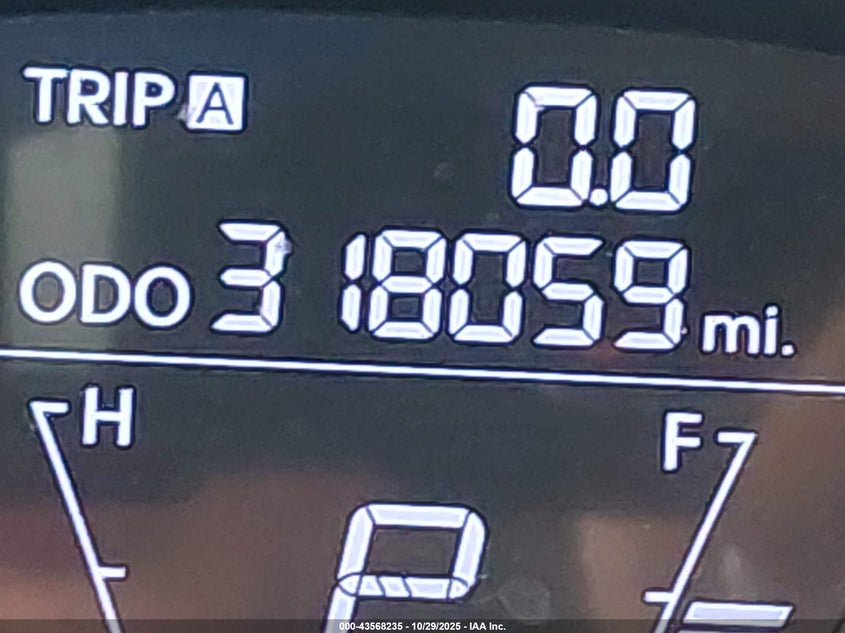 TRIP A 0.0
ODO 318059 mi.
H F
P
000-43568235 - 10/29/2025 - IAA Inc.